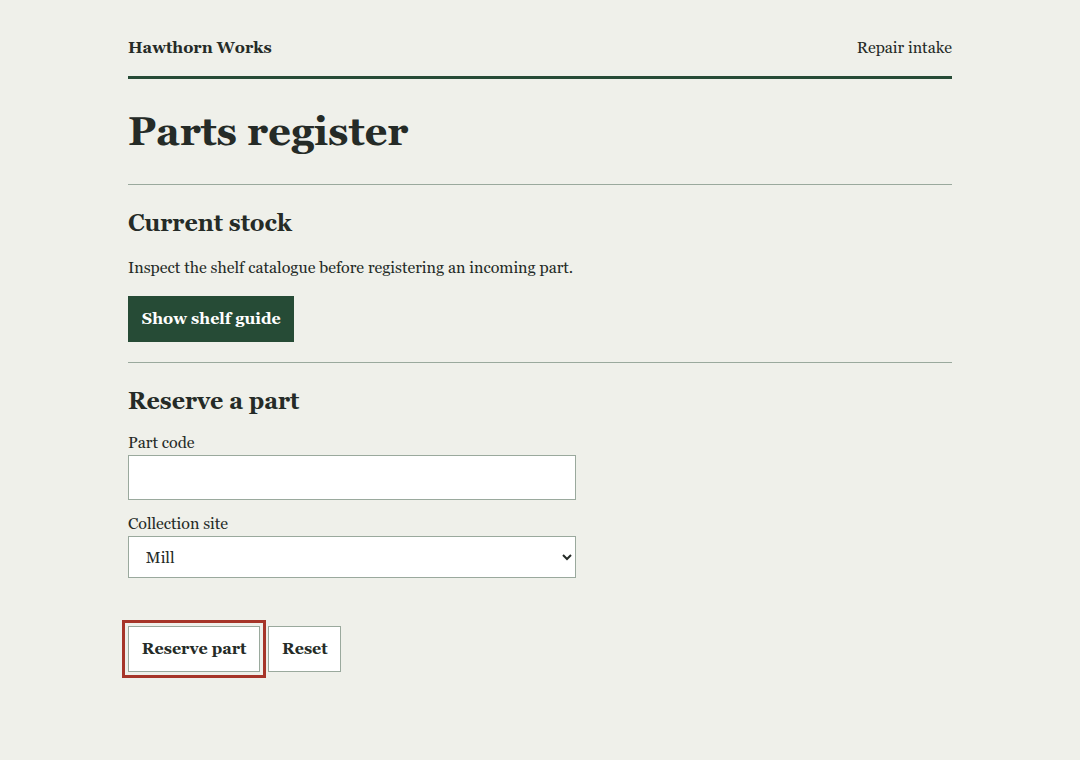 Hawthorn Works
Repair intake
Parts register
Current stock
Inspect the shelf catalogue before registering an incoming part.
Show shelf guide
Reserve a part
Part code
Collection site
Mill
Reserve part
Reset